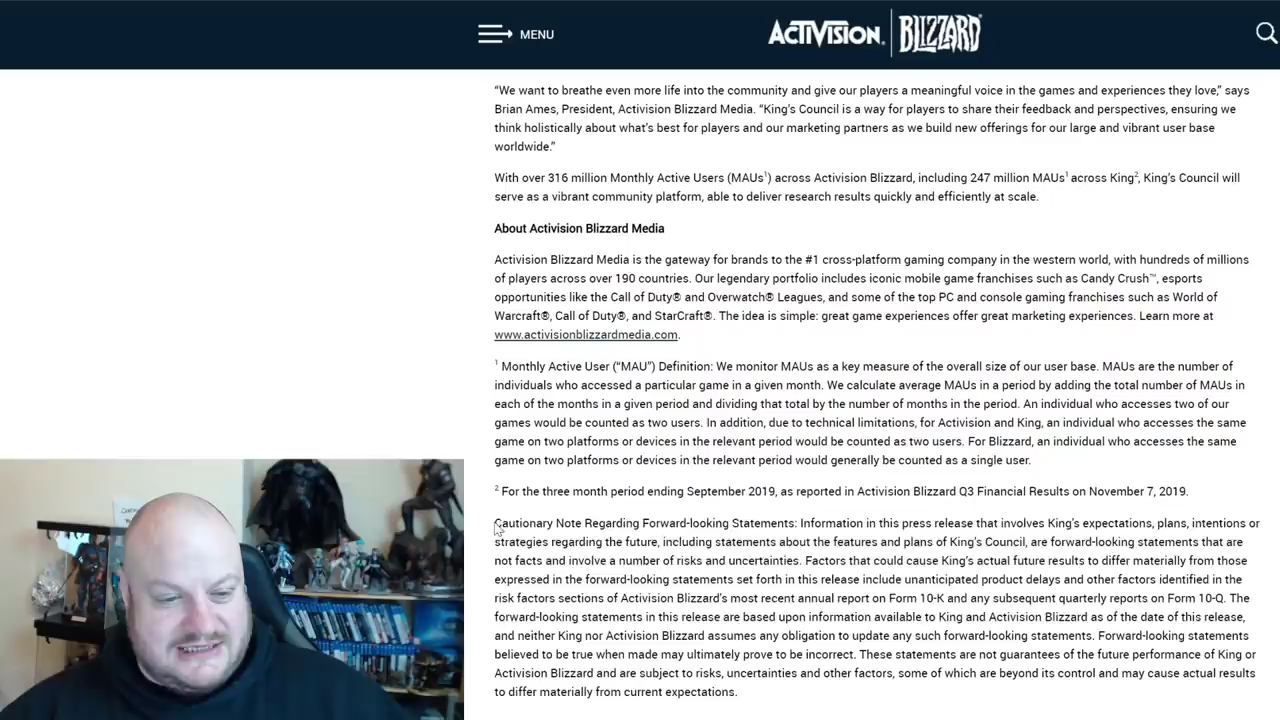 MENU
ACTIVISION. BLIZZARD
“We want to breathe even more life into the community and give our players a meaningful voice in the games and experiences they love,” says
Brian Ames, President, Activision Blizzard Media. “King’s Council is a way for players to share their feedback and perspectives, ensuring we
think holistically about what’s best for players and our marketing partners as we build new offerings for our large and vibrant user base
worldwide.”
With over 316 million Monthly Active Users (MAUs¹) across Activision Blizzard, including 247 million MAUs¹ across King², King’s Council will
serve as a vibrant community platform, able to deliver research results quickly and efficiently at scale.
About Activision Blizzard Media
Activision Blizzard Media is the gateway for brands to the #1 cross-platform gaming company in the western world, with hundreds of millions
of players across over 190 countries. Our legendary portfolio includes iconic mobile game franchises such as Candy Crush™, esports
opportunities like the Call of Duty® and Overwatch® Leagues, and some of the top PC and console gaming franchises such as World of
Warcraft®, Call of Duty®, and StarCraft®. The idea is simple: great game experiences offer great marketing experiences. Learn more at
www.activisionblizzardmedia.com.
¹ Monthly Active User (“MAU”) Definition: We monitor MAUs as a key measure of the overall size of our user base. MAUs are the number of
individuals who accessed a particular game in a given month. We calculate average MAUs in a period by adding the total number of MAUs in
each of the months in a given period and dividing that total by the number of months in the period. An individual who accesses two of our
games would be counted as two users. In addition, due to technical limitations, for Activision and King, an individual who accesses the same
game on two platforms or devices in the relevant period would be counted as two users. For Blizzard, an individual who accesses the same
game on two platforms or devices in the relevant period would generally be counted as a single user.
² For the three month period ending September 2019, as reported in Activision Blizzard Q3 Financial Results on November 7, 2019.
Cautionary Note Regarding Forward-looking Statements: Information in this press release that involves King’s expectations, plans, intentions or
strategies regarding the future, including statements about the features and plans of King’s Council, are forward-looking statements that are
not facts and involve a number of risks and uncertainties. Factors that could cause King’s actual future results to differ materially from those
expressed in the forward-looking statements set forth in this release include unanticipated product delays and other factors identified in the
risk factors sections of Activision Blizzard’s most recent annual report on Form 10-K and any subsequent quarterly reports on Form 10-Q. The
forward-looking statements in this release are based upon information available to King and Activision Blizzard as of the date of this release,
and neither King nor Activision Blizzard assumes any obligation to update any such forward-looking statements. Forward-looking statements
believed to be true when made may ultimately prove to be incorrect. These statements are not guarantees of the future performance of King or
Activision Blizzard and are subject to risks, uncertainties and other factors, some of which are beyond its control and may cause actual results
to differ materially from current expectations.